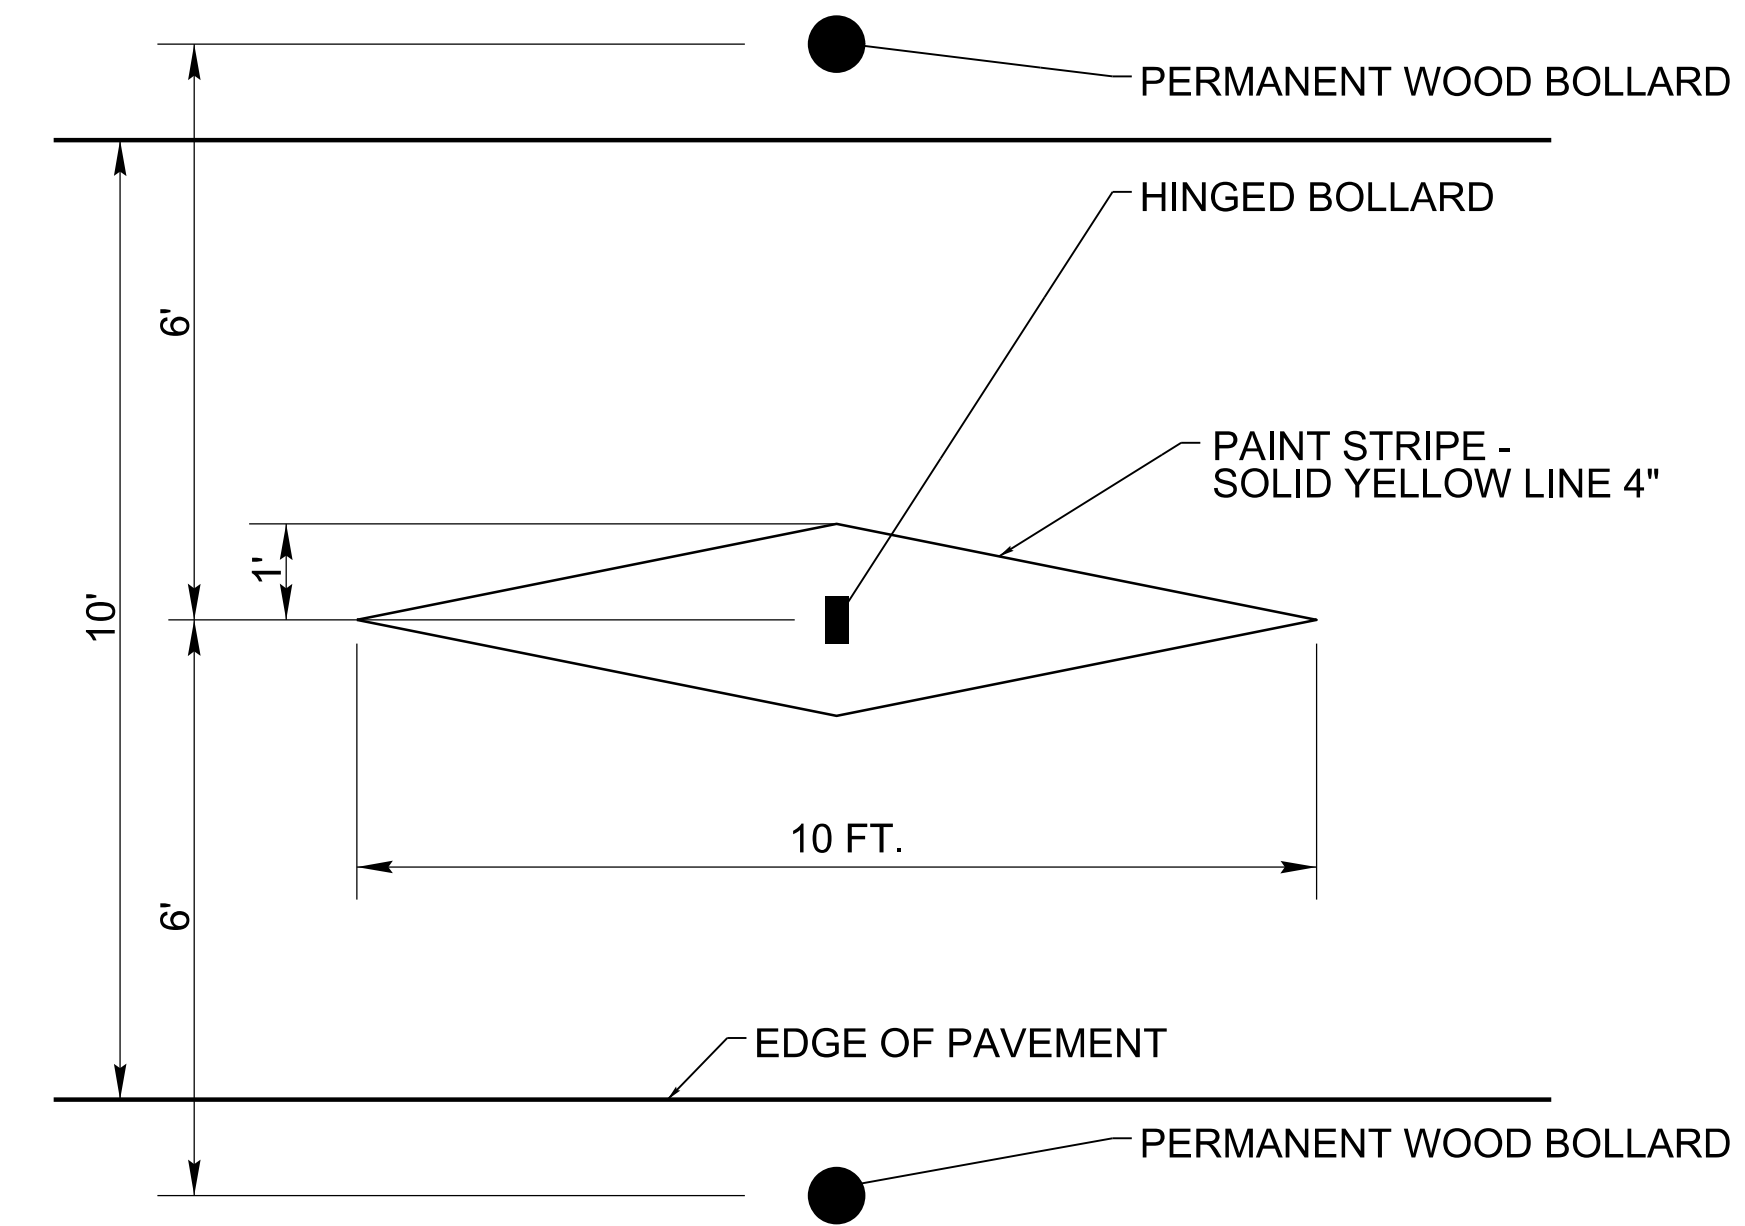 PERMANENT WOOD BOLLARD
HINGED BOLLARD
6'
PAINT STRIPE -
SOLID YELLOW LINE 4"
1'
10'
10 FT.
6'
EDGE OF PAVEMENT
PERMANENT WOOD BOLLARD